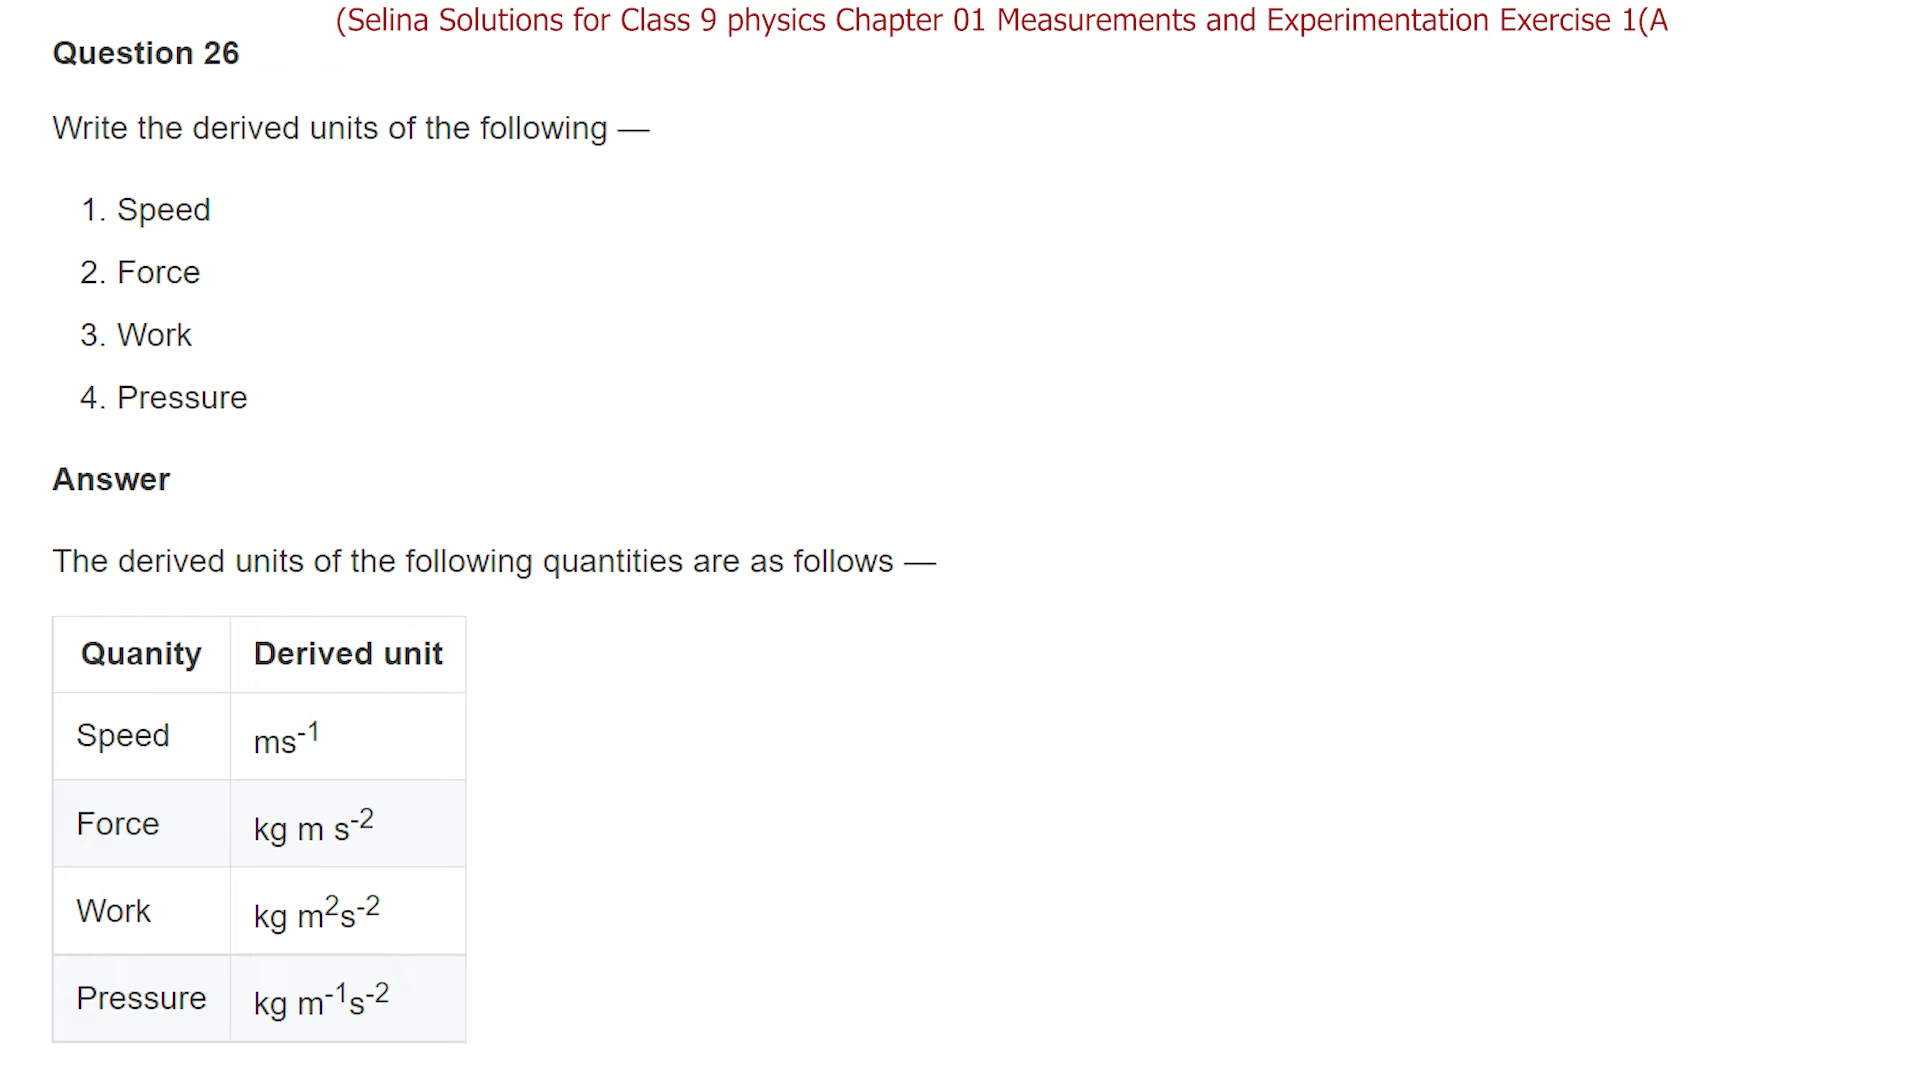 (Selina Solutions for Class 9 physics Chapter 01 Measurements and Experimentation Exercise 1(A
Question 26
Write the derived units of the following —
1. Speed
2. Force
3. Work
4. Pressure
Answer
The derived units of the following quantities are as follows —
Quanity Derived unit
Speed ms⁻¹
Force kg m s⁻²
Work kg m²s⁻²
Pressure kg m⁻¹s⁻²